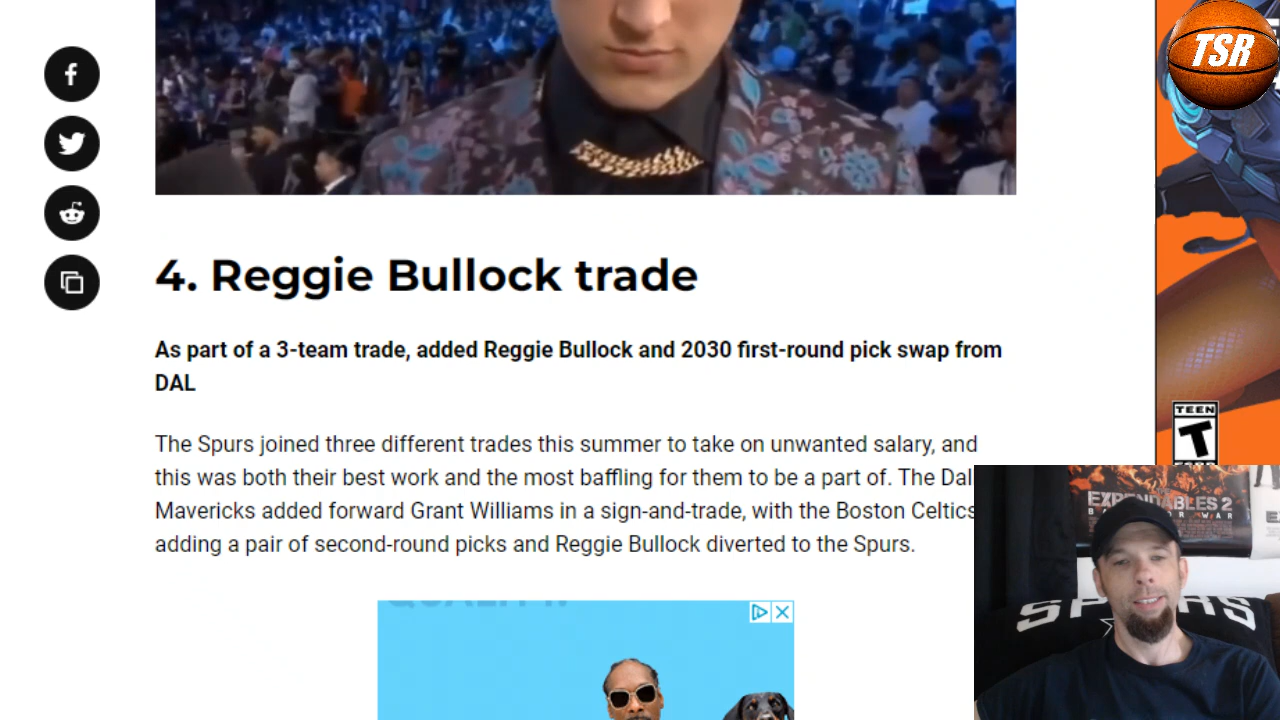 TSR
4. Reggie Bullock trade
As part of a 3-team trade, added Reggie Bullock and 2030 first-round pick swap from
DAL
The Spurs joined three different trades this summer to take on unwanted salary, and
this was both their best work and the most baffling for them to be a part of. The Dal
Mavericks added forward Grant Williams in a sign-and-trade, with the Boston Celtics
adding a pair of second-round picks and Reggie Bullock diverted to the Spurs.
TEEN
T
EXPENDABLES 2
SPURS